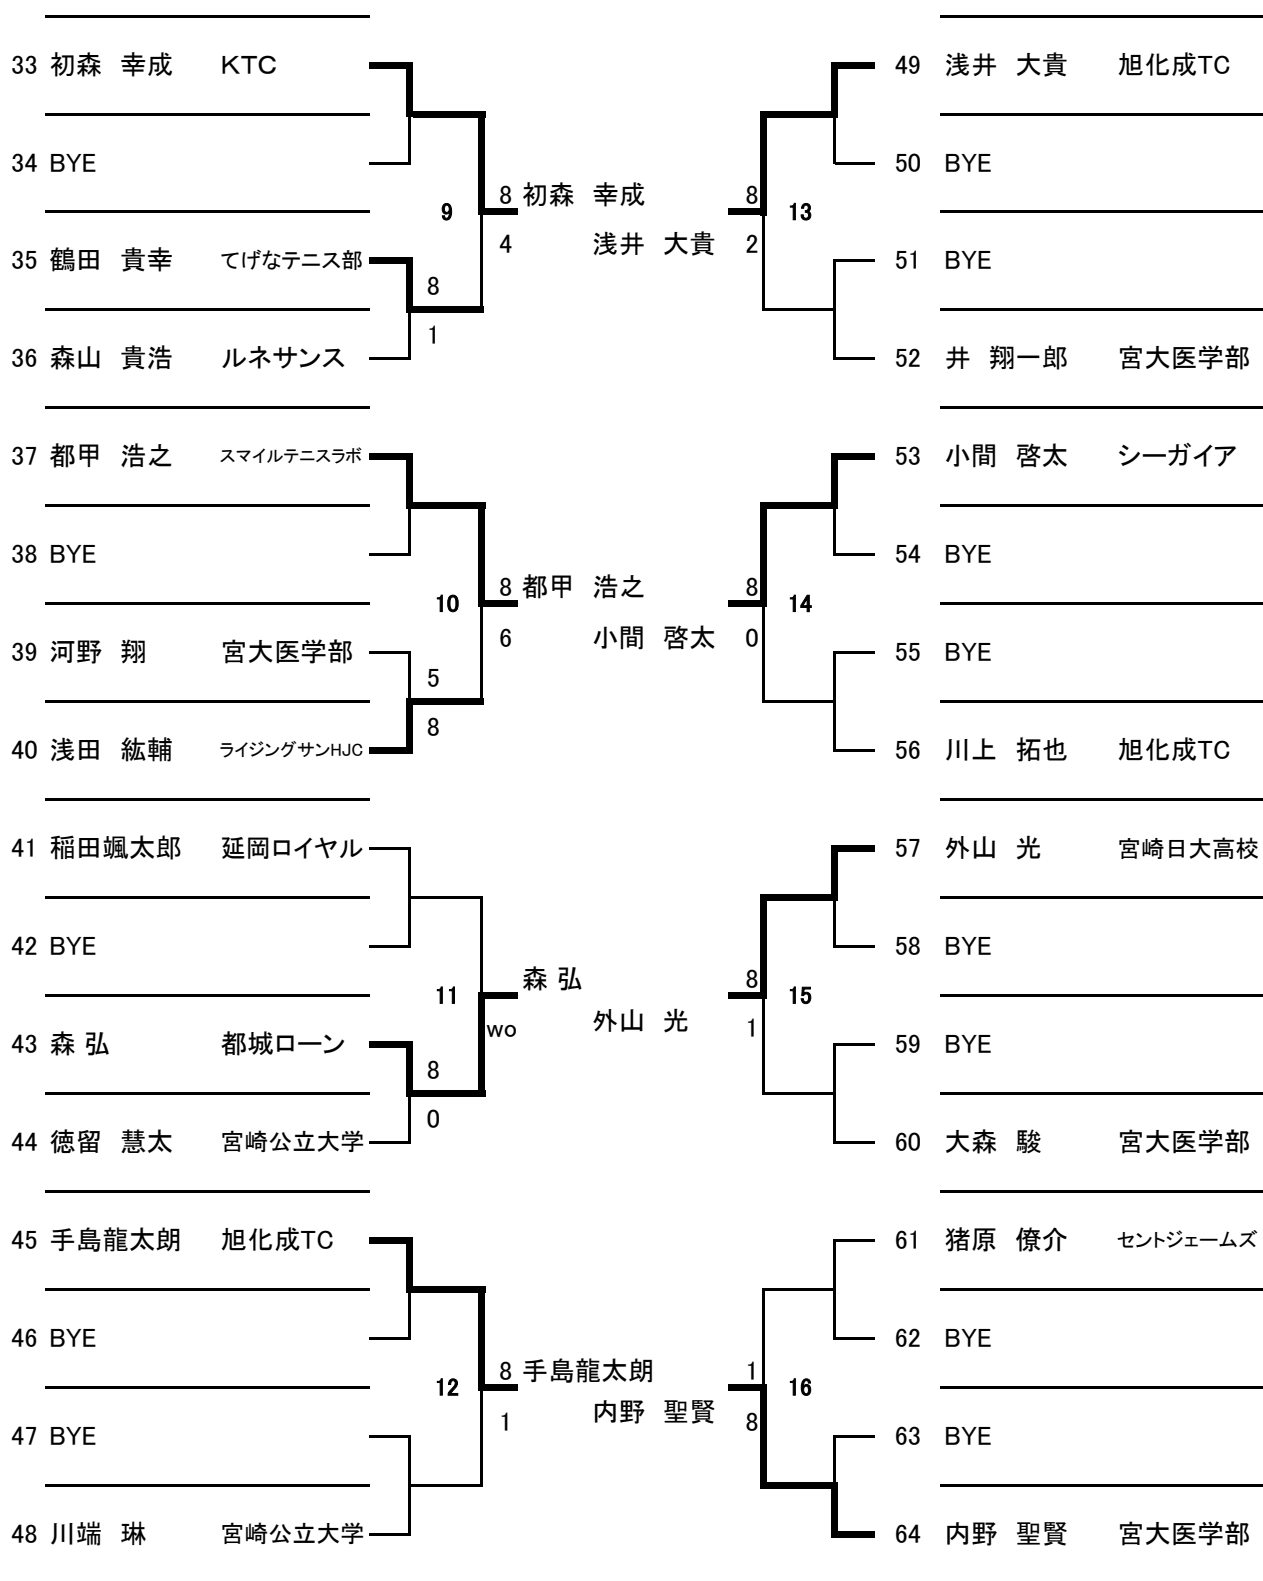 33 初森 幸成 KTC
34 BYE
9
8 初森 幸成
4
35 鶴田 貴幸 てげなテニス部
8
1
36 森山 貴浩 ルネサンス
37 都甲 浩之 スマイルテニスラボ
38 BYE
10
8 都甲 浩之
6
39 河野 翔 宮大医学部
5
8
40 浅田 紘輔 ライジングサンHJC
41 稲田颯太郎 延岡ロイヤル
42 BYE
11
森 弘
wo
43 森 弘 都城ローン
8
0
44 徳留 慧太 宮崎公立大学
45 手島龍太朗 旭化成TC
46 BYE
12
8 手島龍太朗
1
47 BYE
48 川端 琳 宮崎公立大学
49 浅井 大貴 旭化成TC
50 BYE
8
13
浅井 大貴 2
51 BYE
52 井 翔一郎 宮大医学部
53 小間 啓太 シーガイア
54 BYE
8
14
小間 啓太 0
55 BYE
56 川上 拓也 旭化成TC
57 外山 光 宮崎日大高校
58 BYE
8
15
外山 光 1
59 BYE
60 大森 駿 宮大医学部
61 猪原 僚介 セントジェームズ
62 BYE
1
16
内野 聖賢 8
63 BYE
64 内野 聖賢 宮大医学部